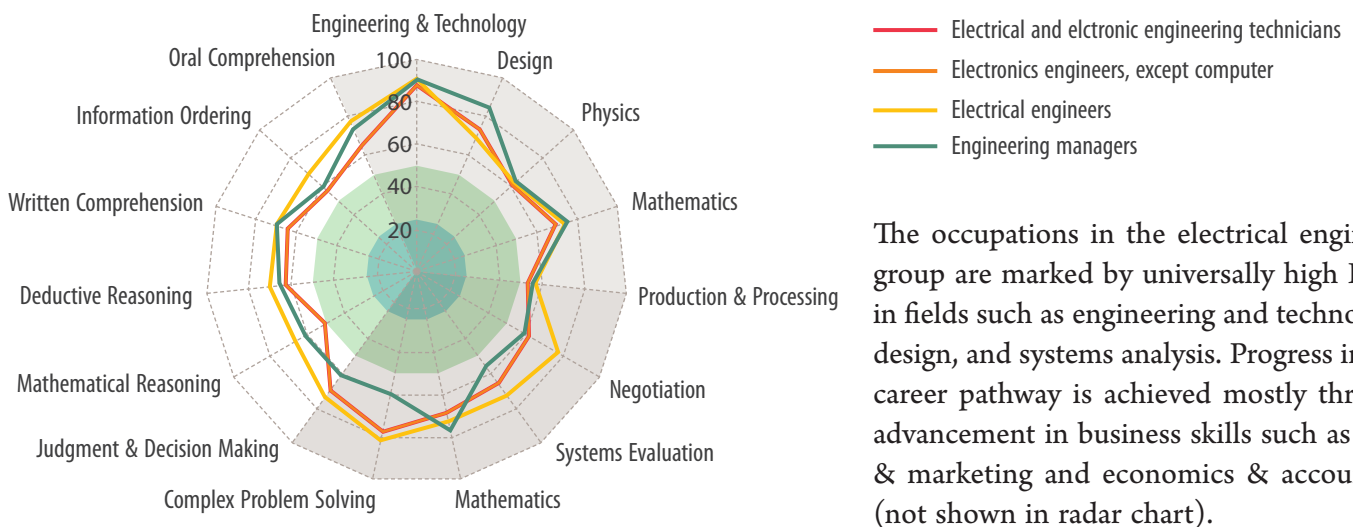 Engineering & Technology
Oral Comprehension
Design
Information Ordering
Physics
Written Comprehension
Mathematics
Deductive Reasoning
Production & Processing
Mathematical Reasoning
Negotiation
Judgment & Decision Making
Systems Evaluation
Complex Problem Solving
Mathematics
100
80
60
40
20
Electrical and elctronic engineering technicians
Electronics engineers, except computer
Electrical engineers
Engineering managers
The occupations in the electrical engin
group are marked by universally high
in fields such as engineering and techno
design, and systems analysis. Progress in
career pathway is achieved mostly thr
advancement in business skills such as
& marketing and economics & accou
(not shown in radar chart).